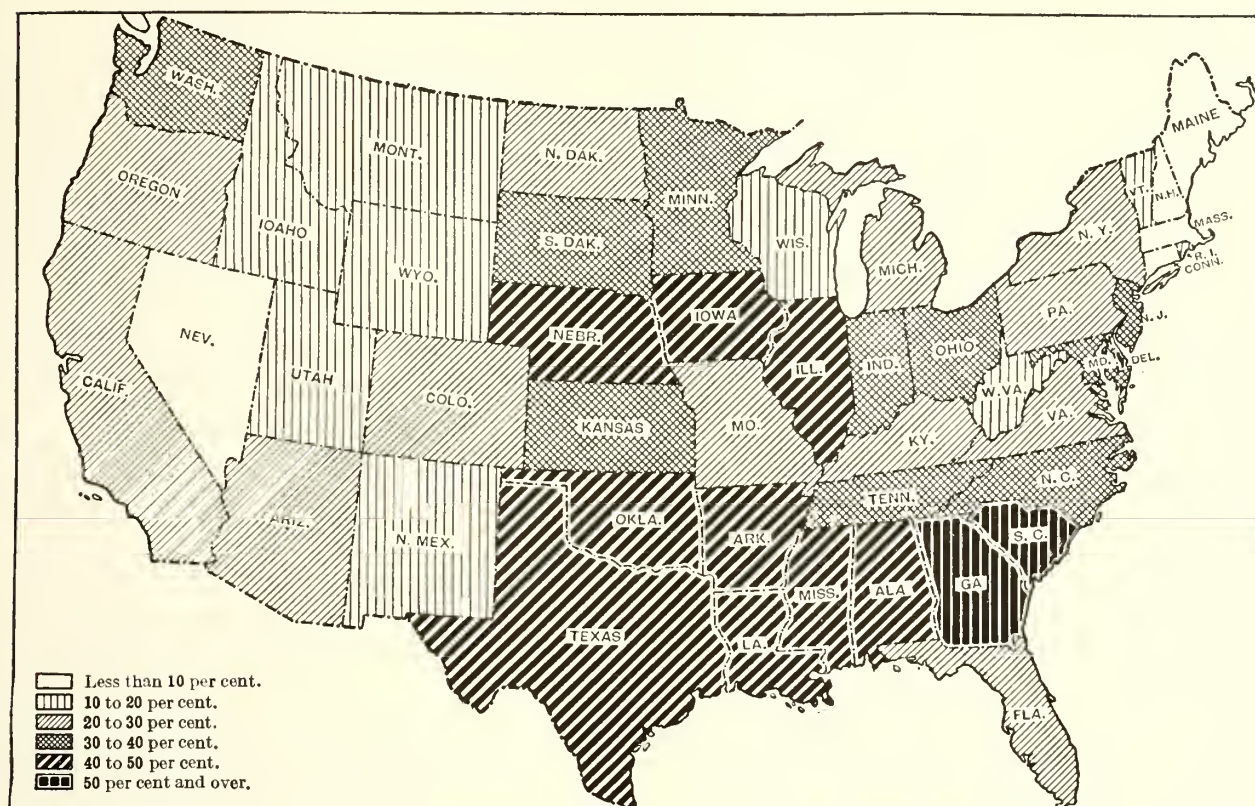 WASH.
MONT.
N. DAK.
MINN.
MAINE
OREGON
IDAHO
S. DAK.
WIS.
MICH.
VT.
N.H.
N. Y.
MASS.
R. I.
CONN.
WYO.
NEV.
NEBR.
IOWA
PA.
N. J.
UTAH
CALIF.
COLO.
KANSAS
MO.
ILL.
IND.
OHIO
W. VA.
MD.
DEL.
VA.
KY.
ARIZ.
N. MEX.
OKLA.
ARK.
TENN.
N. C.
S. C.
TEXAS
LA.
MISS.
ALA.
GA.
FLA.
Less than 10 per cent.
10 to 20 per cent.
20 to 30 per cent.
30 to 40 per cent.
40 to 50 per cent.
50 per cent and over.